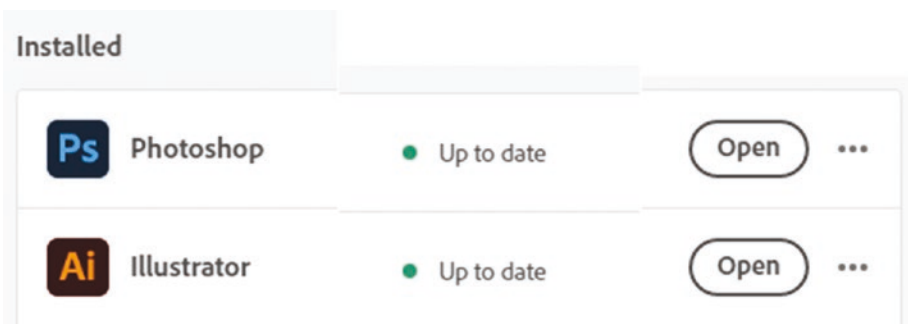 Installed
Ps Photoshop Up to date Open ...
Ai Illustrator Up to date Open ...